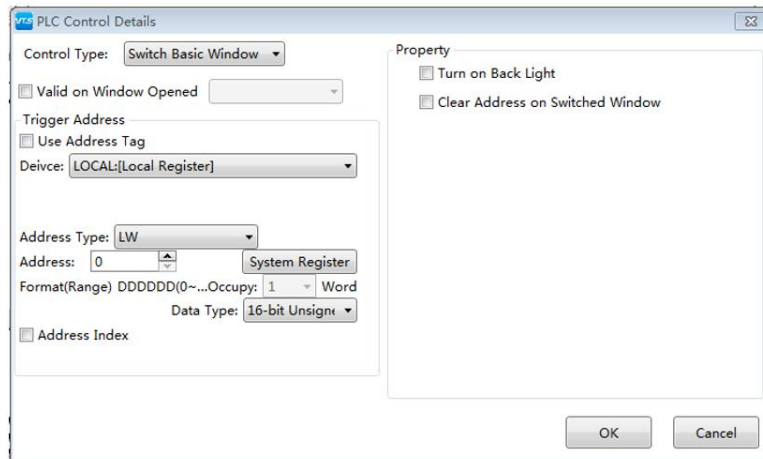 VTS PLC Control Details
Control Type: Switch Basic Window
Valid on Window Opened
Trigger Address
Use Address Tag
Deivce: LOCAL:[Local Register]
Address Type: LW
Address: 0 System Register
Format(Range) DDDDDD(0~...Occupy: 1 Word
Data Type: 16-bit Unsigne
Address Index
Property
Turn on Back Light
Clear Address on Switched Window
OK Cancel